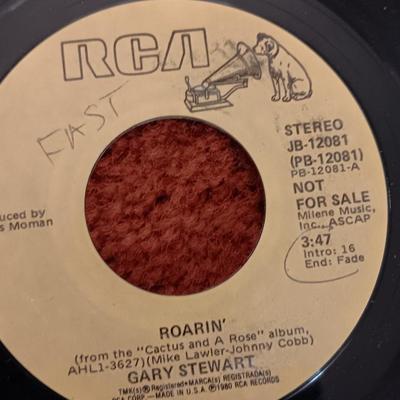 RCA
FAST
STEREO
JB-12081
(PB-12081)
PB-12081-A
NOT
FOR SALE
Milene Music,
Inc., ASCAP
3:47
Intro: 16
End: Fade
duced by
s Moman
ROARIN'
(from the "Cactus and A Rose" album,
AHL1-3627)(Mike Lawler-Johnny Cobb)
GARY STEWART
TMK(s)® Registered • MARCA(s) REGISTRADA(S)
RCA CORP. Made in U.S.A. ℗1980 RCA RECORDS